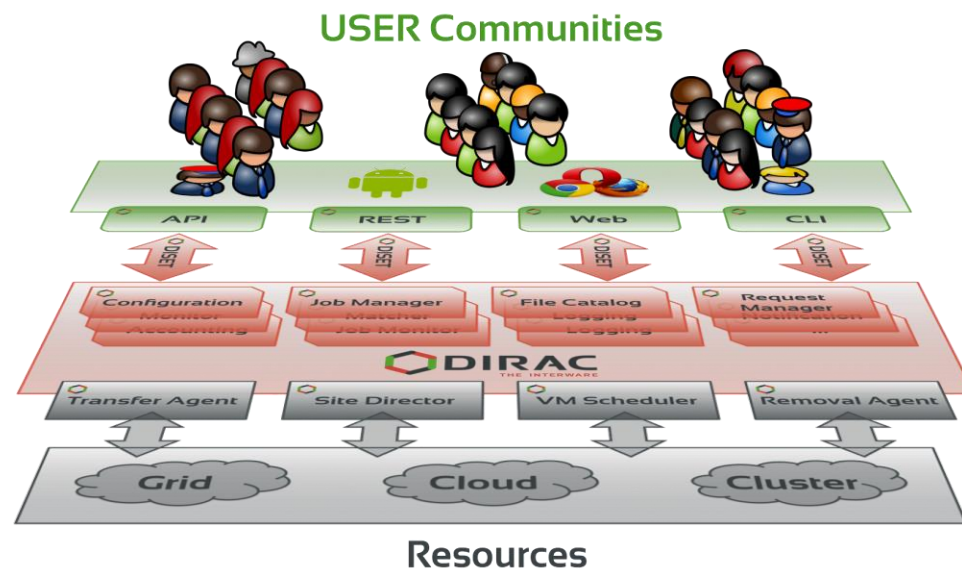 USER Communities
API REST Web CLI
DISET DISET DISET DISET
Configuration Job Manager File Catalog Request Manager
Monitor Matcher Logging Notification
Accounting Job Monitor Logging ...
DIRAC
THE INTERWARE
Transfer Agent Site Director VM Scheduler Removal Agent
Grid Cloud Cluster
Resources